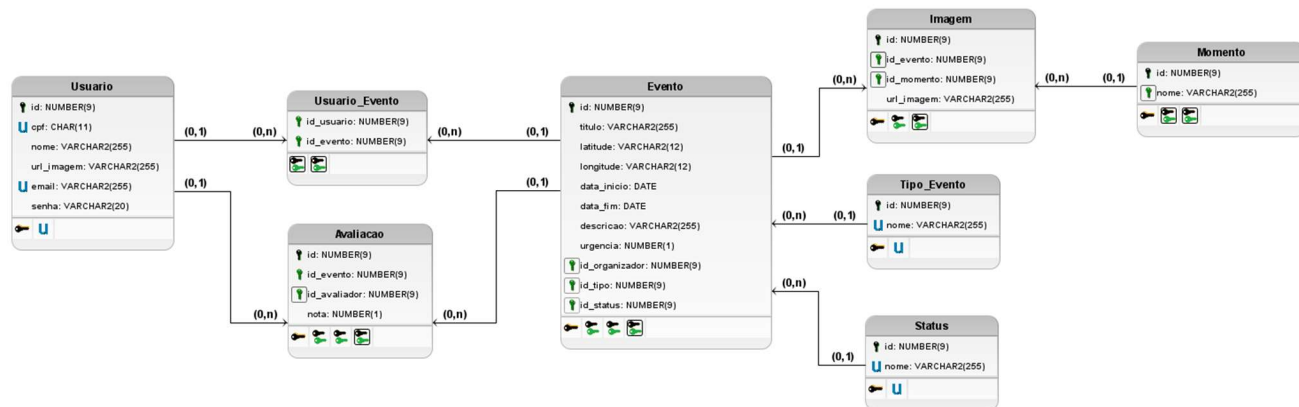 Usuario
id: NUMBER(9)
cpf: CHAR(11)
nome: VARCHAR2(255)
url_imagem: VARCHAR2(255)
email: VARCHAR2(255)
senha: VARCHAR2(20)
(0,1)
(0,n)
(0,1)
(0,n)
Usuario_Evento
id_usuario: NUMBER(9)
id_evento: NUMBER(9)
Avaliacao
id: NUMBER(9)
id_evento: NUMBER(9)
id_avaliador: NUMBER(9)
nota: NUMBER(1)
(0,n)
(0,1)
(0,1)
(0,n)
Evento
id: NUMBER(9)
titulo: VARCHAR2(255)
latitude: VARCHAR2(12)
longitude: VARCHAR2(12)
data_inicio: DATE
data_fim: DATE
descricao: VARCHAR2(255)
urgencia: NUMBER(1)
id_organizador: NUMBER(9)
id_tipo: NUMBER(9)
id_status: NUMBER(9)
(0,n)
(0,1)
(0,n)
(0,1)
(0,n)
(0,1)
Imagem
id: NUMBER(9)
id_evento: NUMBER(9)
id_momento: NUMBER(9)
url_imagem: VARCHAR2(255)
(0,n)
(0,1)
Momento
id: NUMBER(9)
nome: VARCHAR2(255)
Tipo_Evento
id: NUMBER(9)
U nome: VARCHAR2(255)
U
Status
id: NUMBER(9)
U nome: VARCHAR2(255)
U